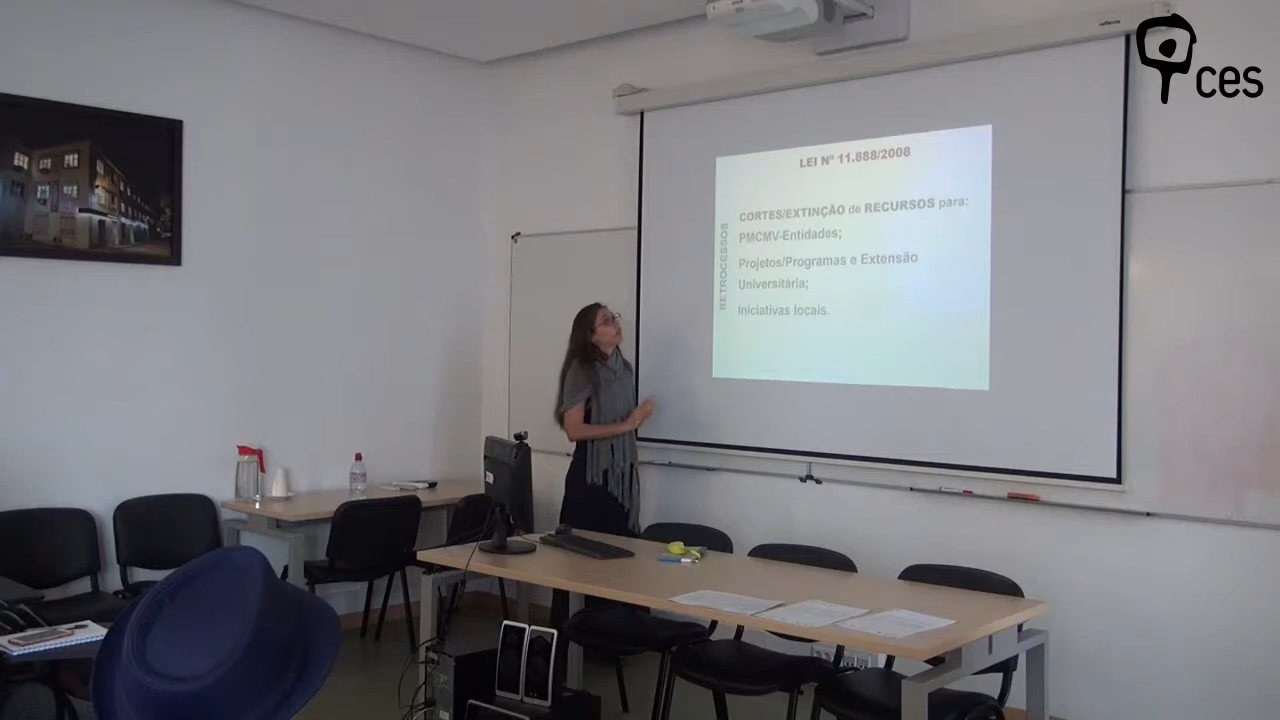 ces
LEI Nº 11.888/2008
RETROCESSOS
CORTES/EXTINÇÃO de RECURSOS para:
PMCMV-Entidades;
Projetos/Programas e Extensão
Universitária;
Iniciativas locais.